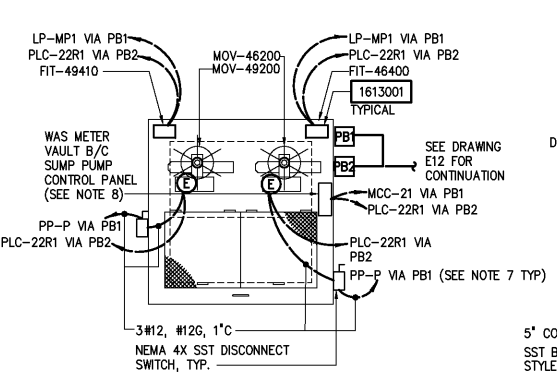 LP-MP1 VIA PB1
PLC-22R1 VIA PB2
FIT-49410
MOV-46200
MOV-49200
LP-MP1 VIA PB1
PLC-22R1 VIA PB2
FIT-46400
1613001
TYPICAL
PB1
PB2
SEE DRAWING
E12 FOR
CONTINUATION
D
WAS METER
VAULT B/C
SUMP PUMP
CONTROL PANEL
(SEE NOTE 8)
E
E
MCC-21 VIA PB1
PLC-22R1 VIA PB2
PP-P VIA PB1
PLC-22R1 VIA PB2
PLC-22R1 VIA
PB2
PP-P VIA PB1 (SEE NOTE 7 TYP)
3#12, #12G, 1"C
NEMA 4X SST DISCONNECT
SWITCH, TYP.
5" CO
SST B
STYLE